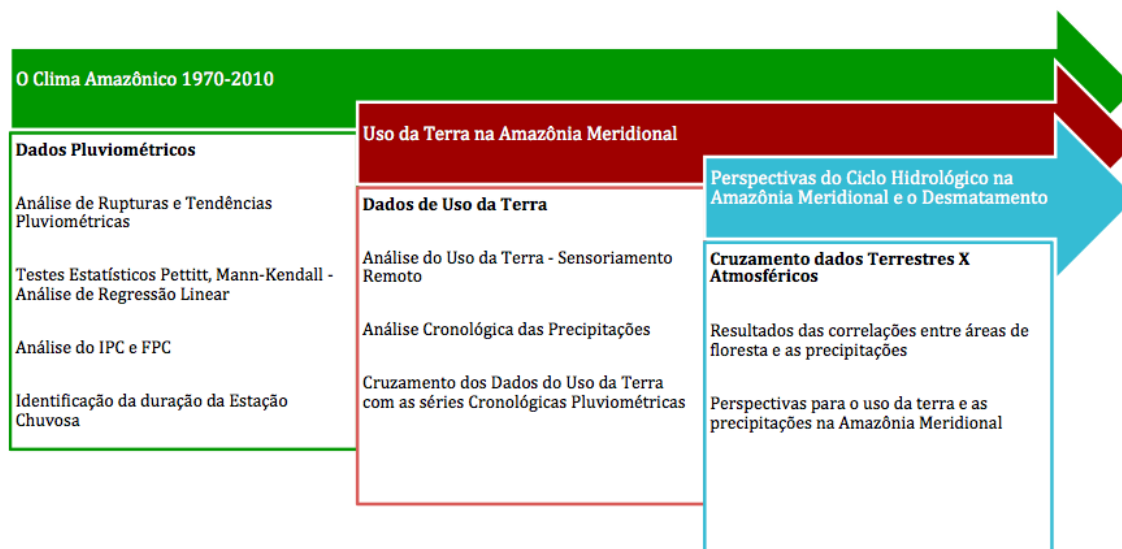 O Clima Amazônico 1970-2010
Dados Pluviométricos
Análise de Rupturas e Tendências
Pluviométricas
Testes Estatísticos Pettitt, Mann-Kendall -
Análise de Regressão Linear
Análise do IPC e FPC
Identificação da duração da Estação
Chuvosa
Uso da Terra na Amazônia Meridional
Dados de Uso da Terra
Análise do Uso da Terra - Sensoriamento
Remoto
Análise Cronológica das Precipitações
Cruzamento dos Dados do Uso da Terra
com as séries Cronológicas Pluviométricas
Perspectivas do Ciclo Hidrológico na
Amazônia Meridional e o Desmatamento
Cruzamento dados Terrestres X
Atmosféricos
Resultados das correlações entre áreas de
floresta e as precipitações
Perspectivas para o uso da terra e as
precipitações na Amazônia Meridional